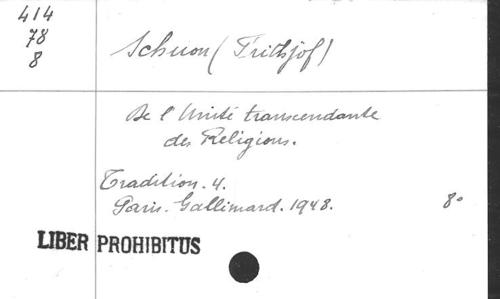 414
78
8
Schuon (Frithjof)
De l'Unité transcendante
des Religions.
Tradition. 4.
Paris. Gallimard. 1948.
8°
LIBER PROHIBITUS